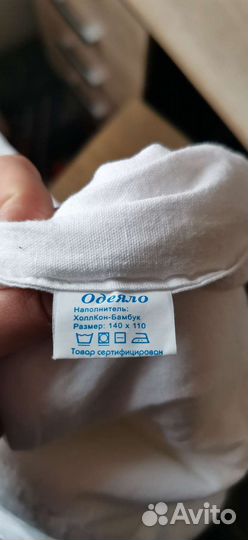 Одеяло
Наполнитель:
ХоллКон-Бамбук
Размер: 140 х 110
Товар сертифицирован
Avito